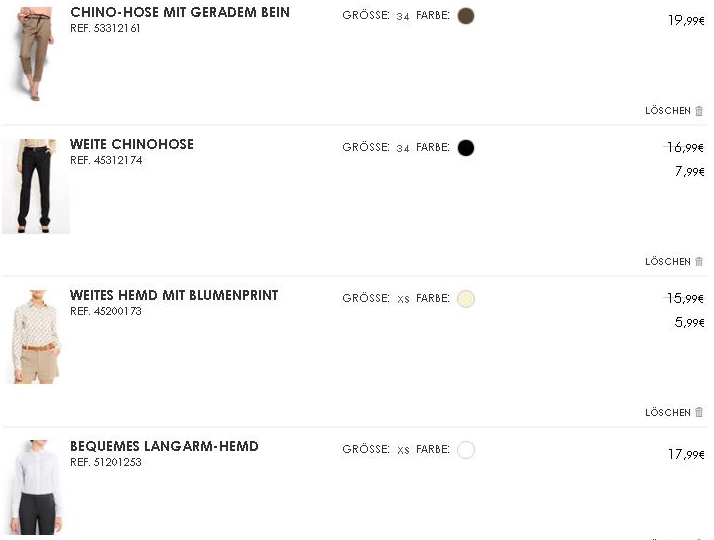 CHINO-HOSE MIT GERADEM BEIN GRÖSSE: 34 FARBE: 19,99€
REF. 53312161
LÖSCHEN
WEITE CHINOHOSE GRÖSSE: 34 FARBE: 16,99€
REF. 45312174 7,99€
LÖSCHEN
WEITES HEMD MIT BLUMENPRINT GRÖSSE: XS FARBE: 15,99€
REF. 45200173 5,99€
LÖSCHEN
BEQUEMES LANGARM-HEMD GRÖSSE: XS FARBE: 17,99€
REF. 51201253